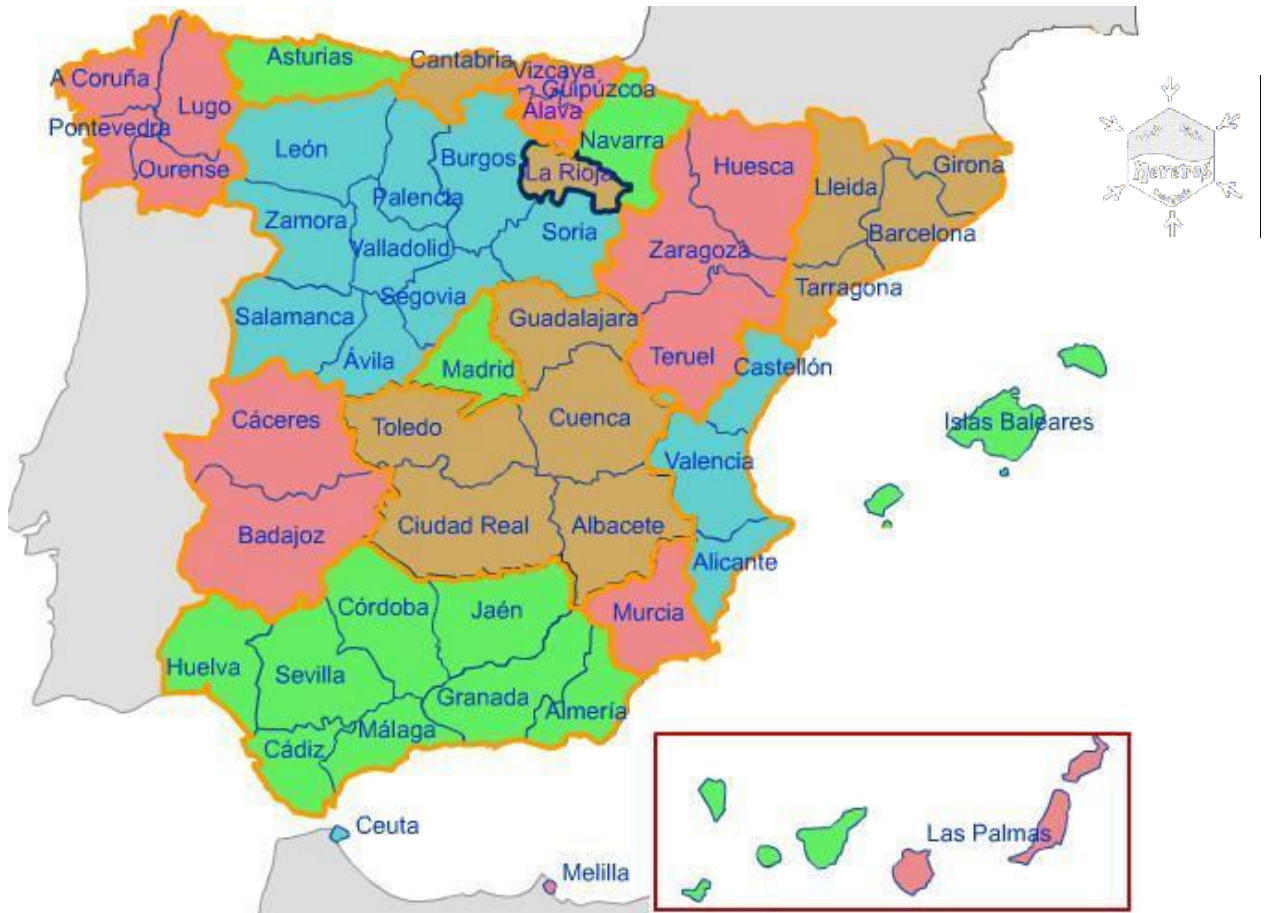 Asturias
Cantabria
Vizcaya
A Coruña
Guipúzcoa
Lugo
Álava
Pontevedra
Navarra
León
Burgos
Huesca
Girona
Ourense
La Rioja
Lleida
Palencia
Zamora
Soria
Barcelona
Valladolid
Zaragoza
Segovia
Tarragona
Salamanca
Guadalajara
Ávila
Madrid
Teruel
Castellón
Cáceres
Toledo
Cuenca
Islas Baleares
Valencia
Badajoz
Ciudad Real
Albacete
Alicante
Córdoba
Jaén
Murcia
Huelva
Sevilla
Granada
Almería
Málaga
Cádiz
Ceuta
Las Palmas
Melilla